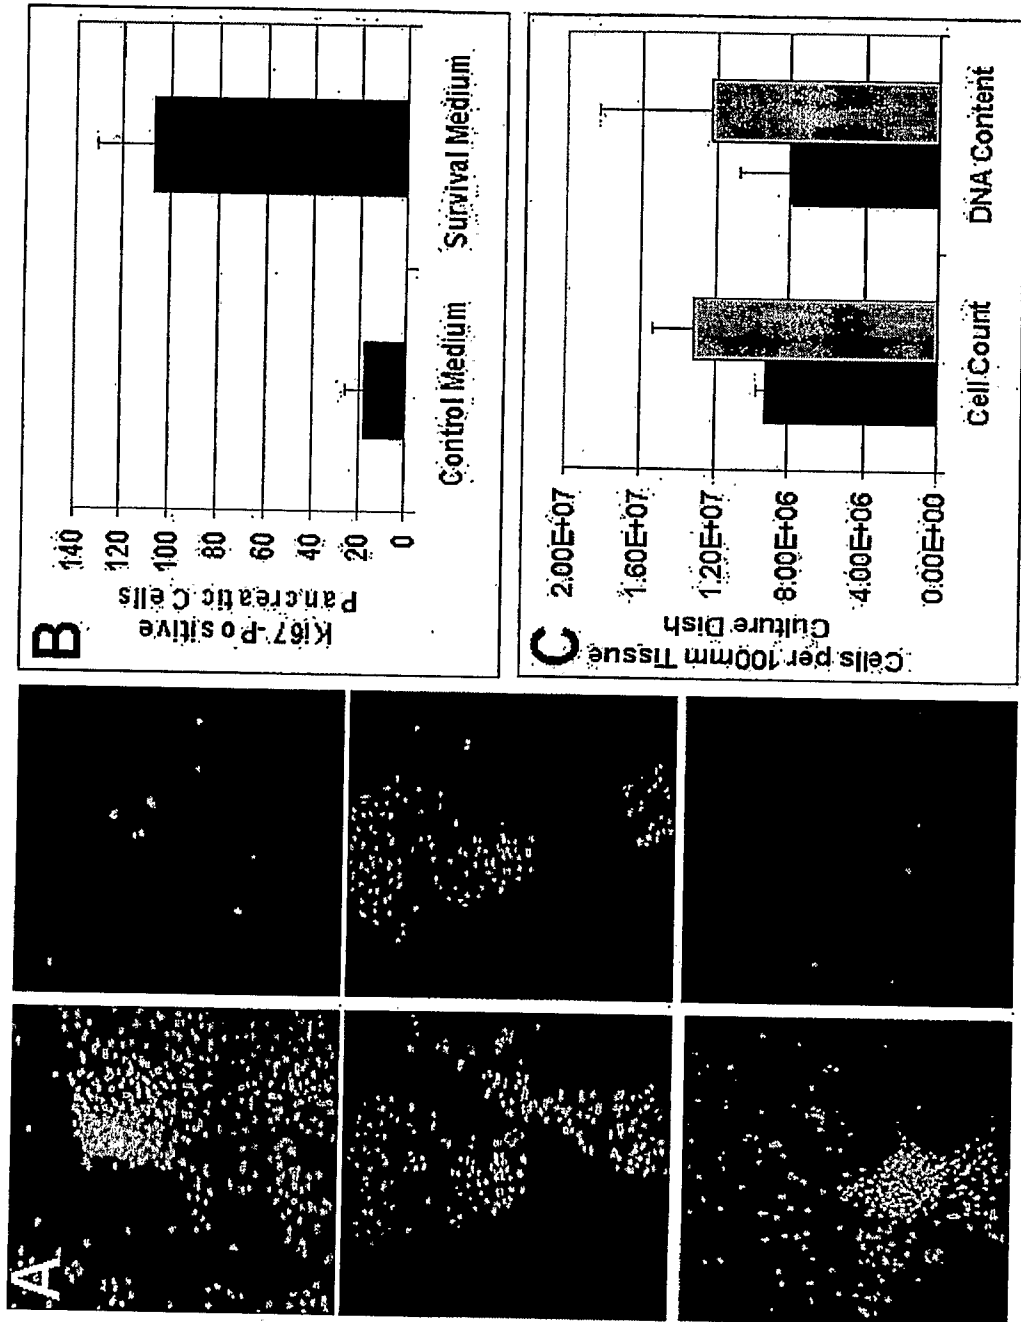 A
B
Ki67-Positive
Pancreatic Cells
140
120
100
80
60
40
20
0
Control Medium
Survival Medium
C
Cells per 100mm Tissue
Culture Dish
2.00E+07
1.60E+07
1.20E+07
8.00E+06
4.00E+06
0.00E+00
Cell Count
DNA Content